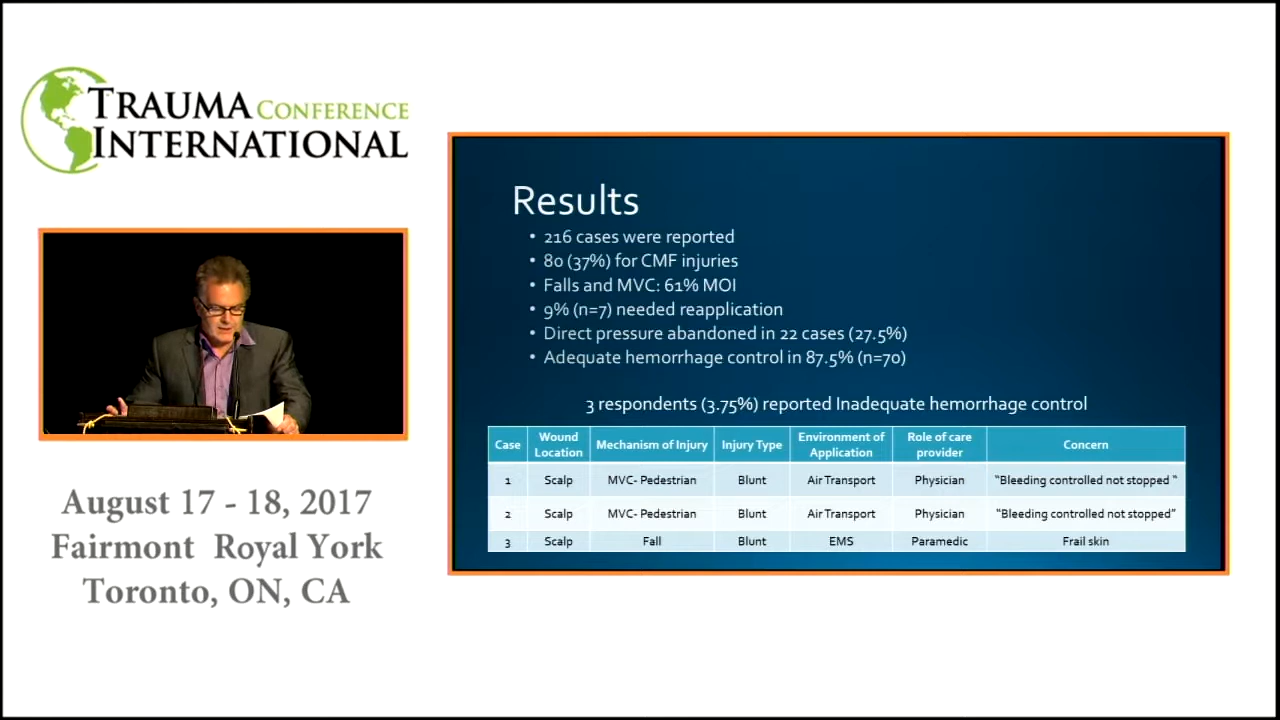 TRAUMA CONFERENCE
INTERNATIONAL
August 17 - 18, 2017
Fairmont Royal York
Toronto, ON, CA
Results
• 216 cases were reported
• 80 (37%) for CMF injuries
• Falls and MVC: 61% MOI
• 9% (n=7) needed reapplication
• Direct pressure abandoned in 22 cases (27.5%)
• Adequate hemorrhage control in 87.5% (n=70)
3 respondents (3.75%) reported Inadequate hemorrhage control
Case Wound Location Mechanism of Injury Injury Type Environment of Application Role of care provider Concern
1 Scalp MVC- Pedestrian Blunt Air Transport Physician “Bleeding controlled not stopped “
2 Scalp MVC- Pedestrian Blunt Air Transport Physician “Bleeding controlled not stopped”
3 Scalp Fall Blunt EMS Paramedic Frail skin